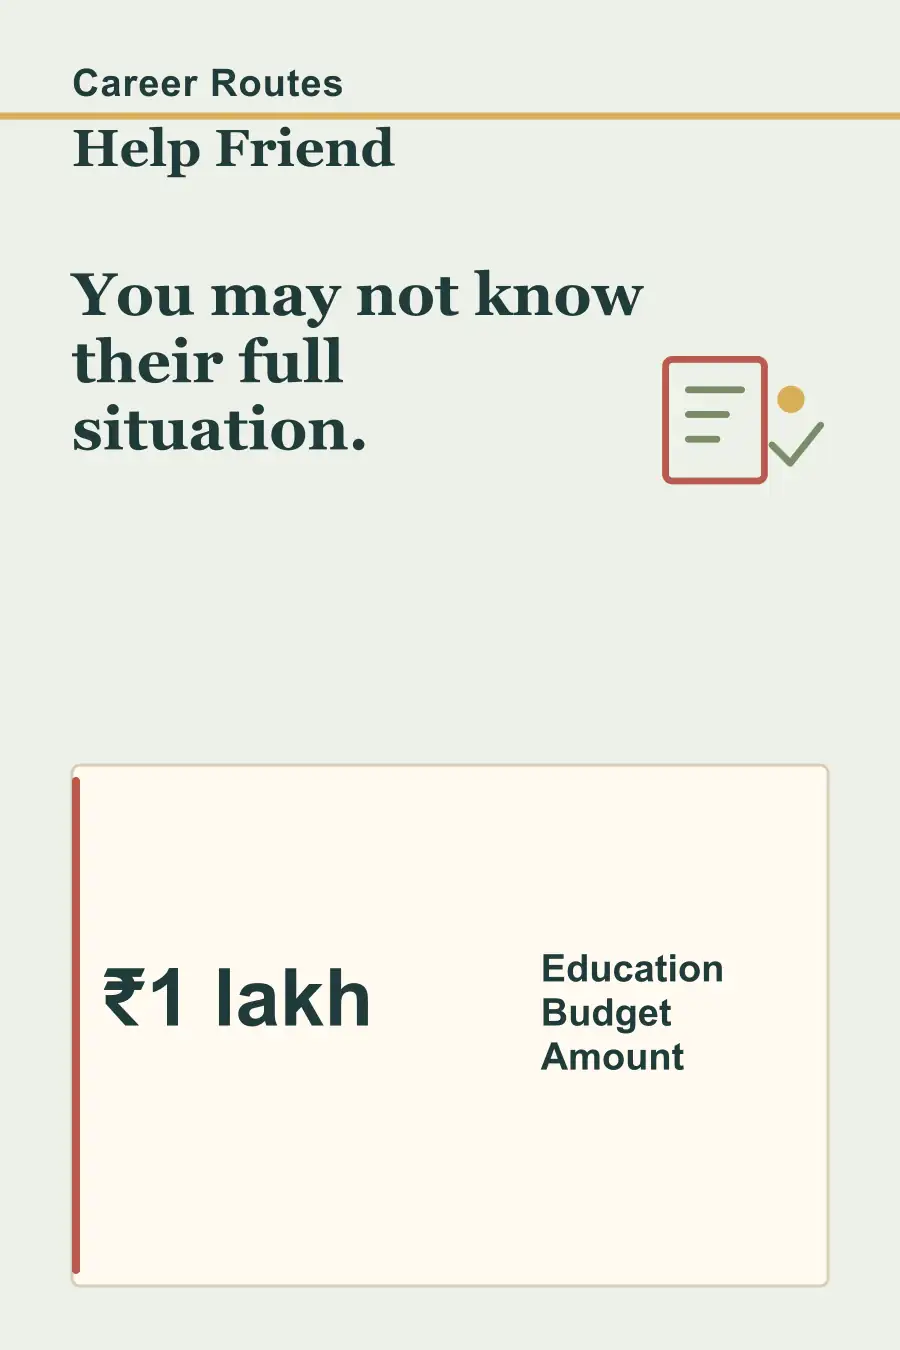 Career Routes
Help Friend
You may not know
their full
situation.
₹1 lakh
Education
Budget
Amount